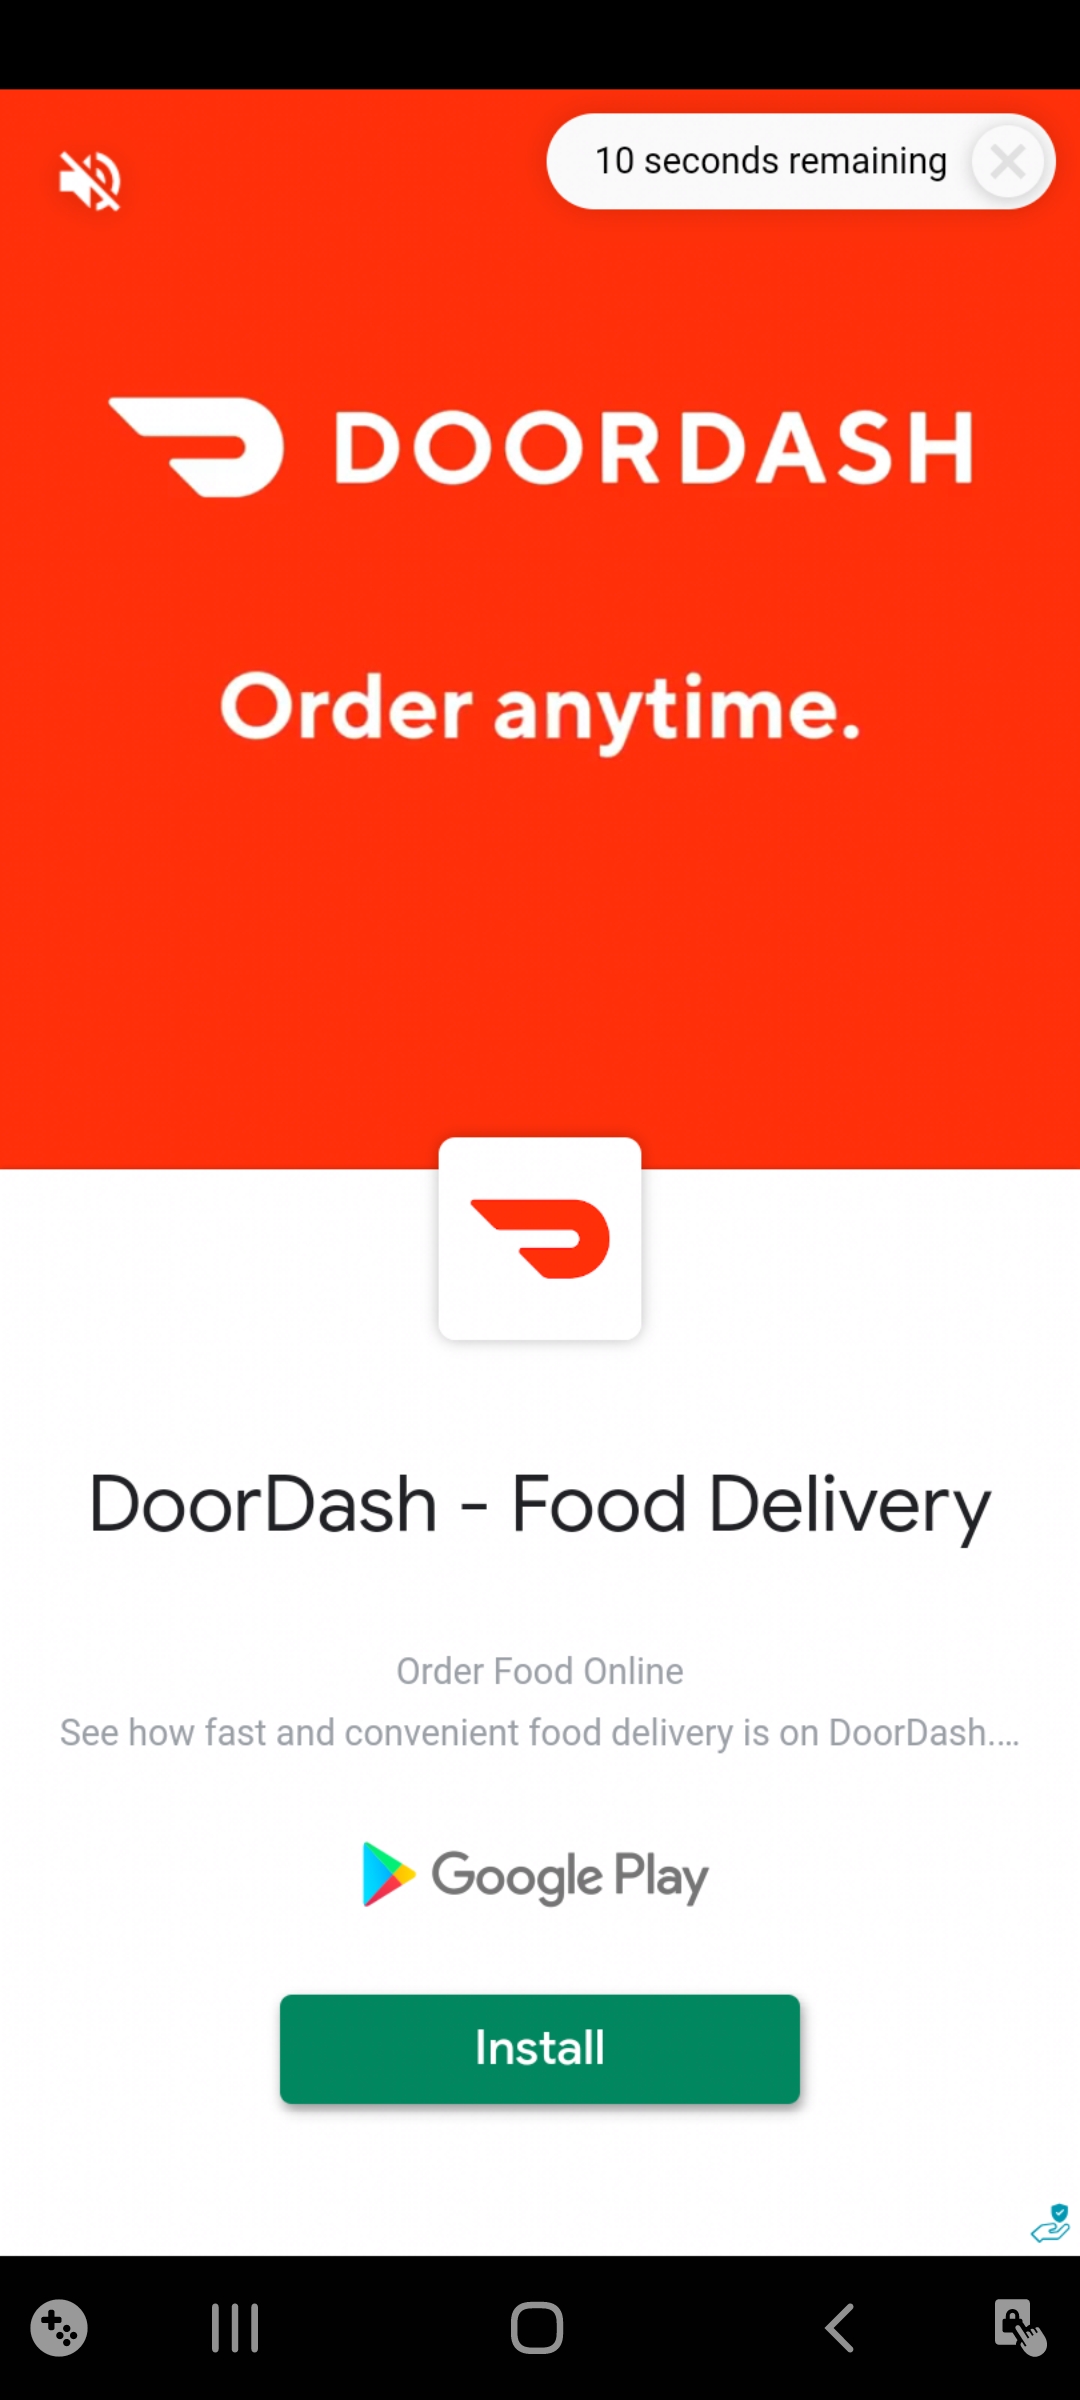 10 seconds remaining
DOORDASH
Order anytime.
DoorDash - Food Delivery
Order Food Online
See how fast and convenient food delivery is on DoorDash....
Google Play
Install